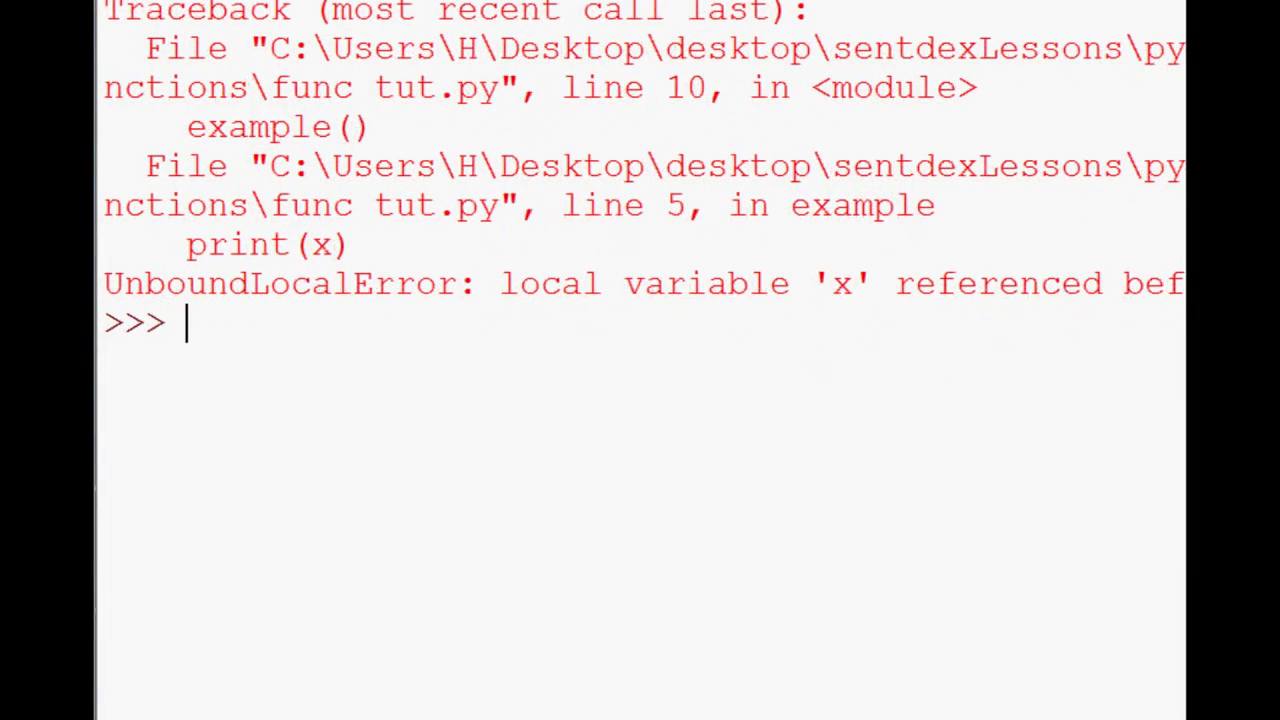 Traceback (most recent call last):
  File "C:\Users\H\Desktop\desktop\sentdexLessons\py
nctions\func tut.py", line 10, in <module>
    example()
  File "C:\Users\H\Desktop\desktop\sentdexLessons\py
nctions\func tut.py", line 5, in example
    print(x)
UnboundLocalError: local variable 'x' referenced bef
>>>